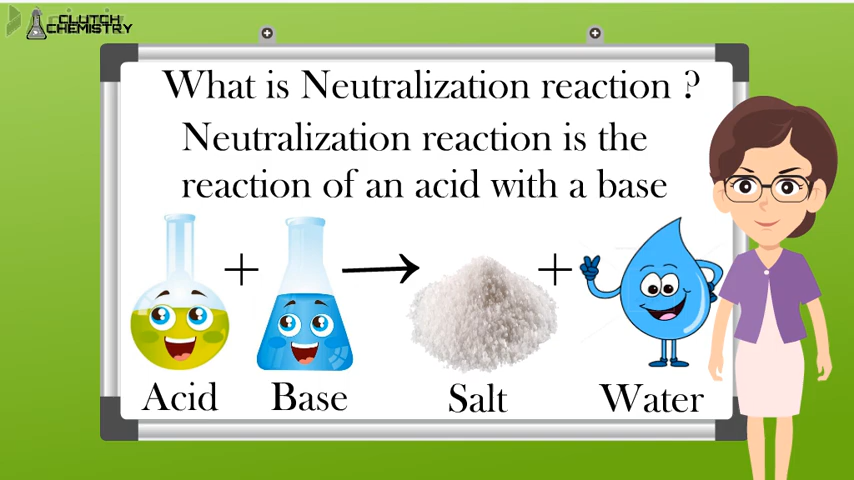 CLUTCH
CHEMISTRY
What is Neutralization reaction ?
Neutralization reaction is the
reaction of an acid with a base
+ → +
Acid Base Salt Water